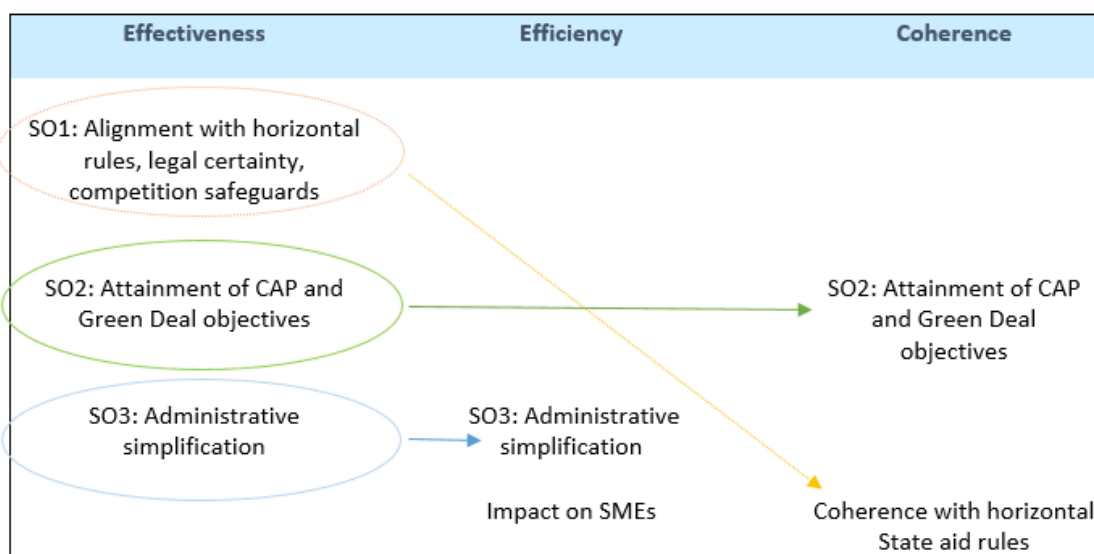 Effectiveness Efficiency Coherence
SO1: Alignment with horizontal
rules, legal certainty,
competition safeguards
SO2: Attainment of CAP and
Green Deal objectives
SO2: Attainment of CAP
and Green Deal
objectives
SO3: Administrative
simplification
SO3: Administrative
simplification
Impact on SMEs
Coherence with horizontal
State aid rules